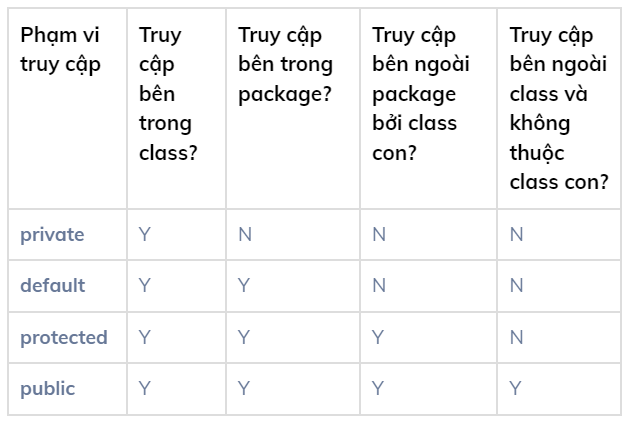 Phạm vi truy cập
Truy cập bên trong class?
Truy cập bên trong package?
Truy cập bên ngoài package bởi class con?
Truy cập bên ngoài class và không thuộc class con?
private Y N N N
default Y Y N N
protected Y Y Y N
public Y Y Y Y